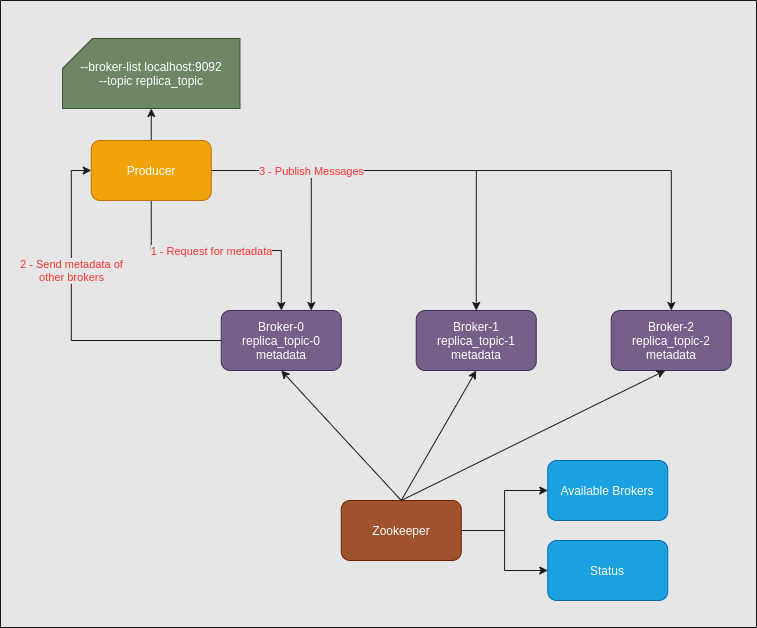 --broker-list localhost:9092
--topic replica_topic
Producer
3 - Publish Messages
1 - Request for metadata
2 - Send metadata of
other brokers
Broker-0
replica_topic-0
metadata
Broker-1
replica_topic-1
metadata
Broker-2
replica_topic-2
metadata
Zookeeper
Available Brokers
Status